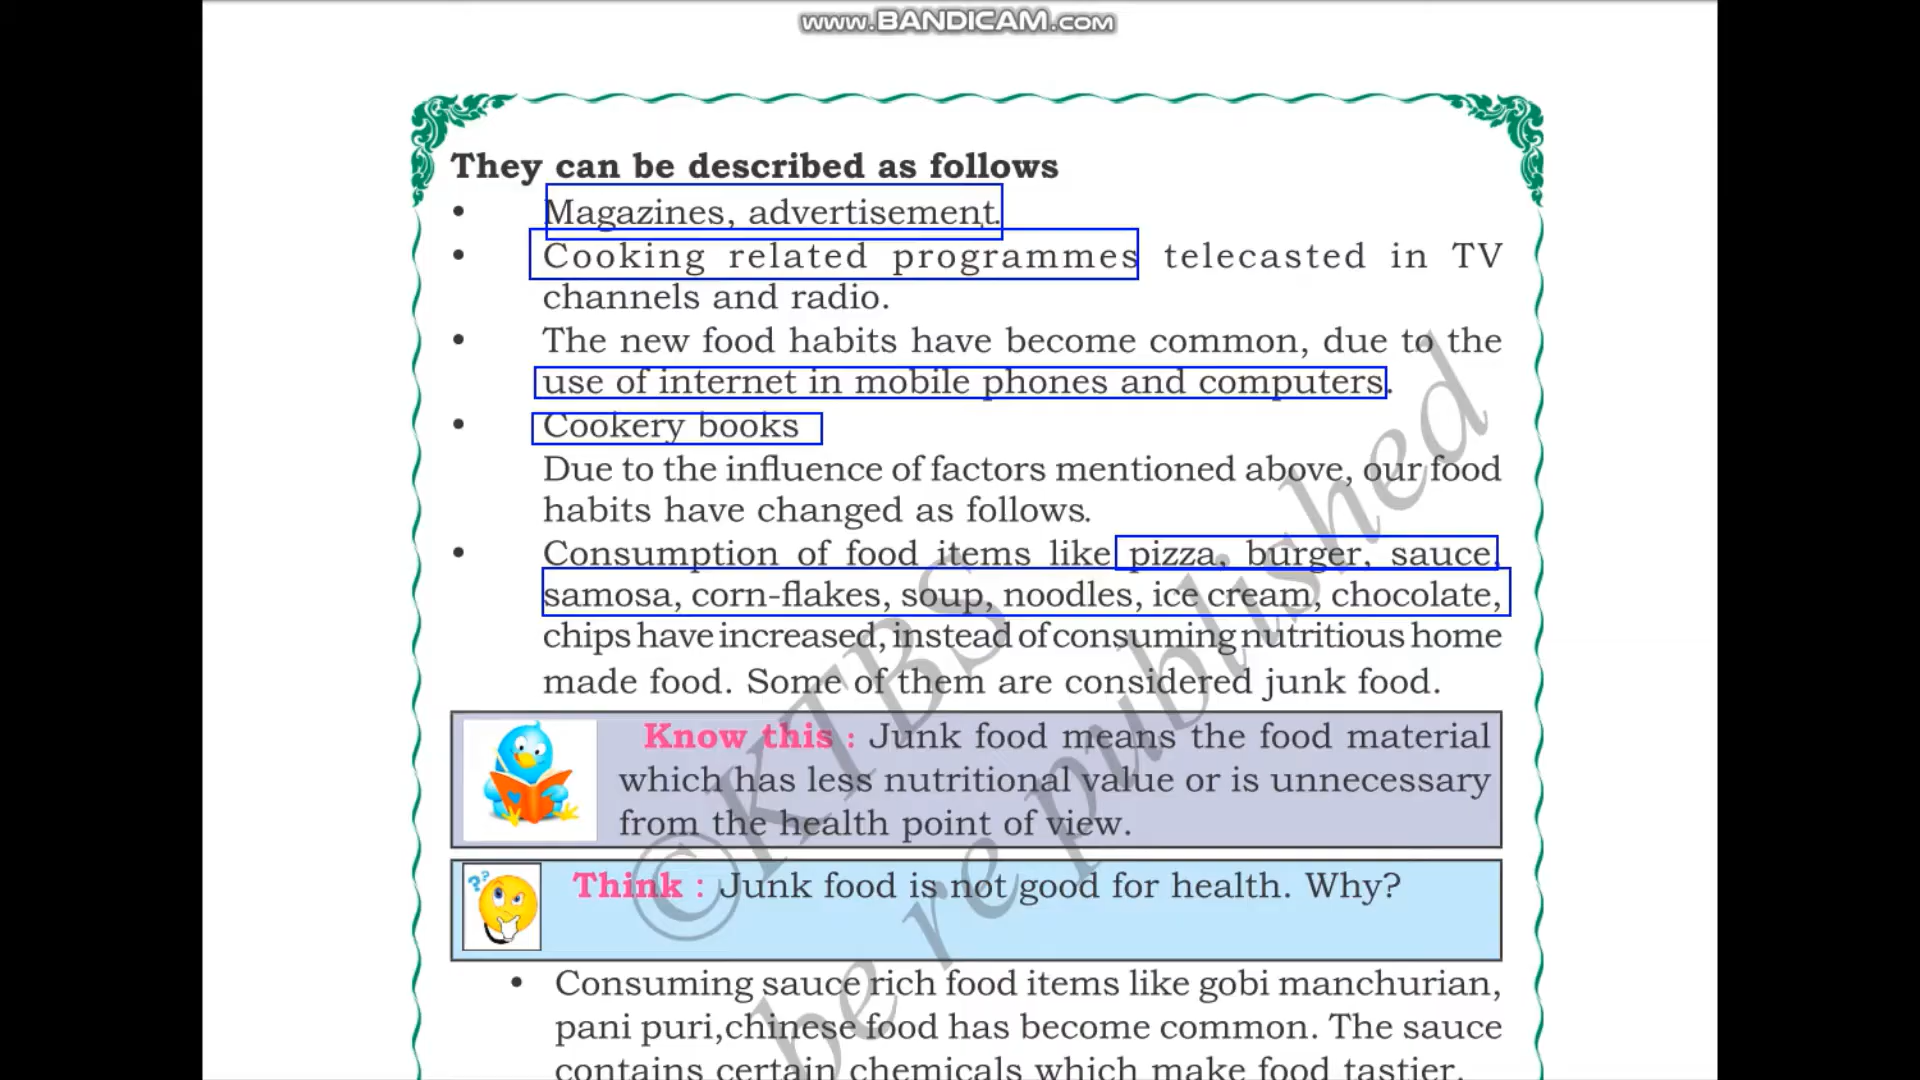 www.BANDICAM.com
They can be described as follows
• Magazines, advertisement.
• Cooking related programmes telecasted in TV
channels and radio.
• The new food habits have become common, due to the
use of internet in mobile phones and computers.
• Cookery books
Due to the influence of factors mentioned above, our food
habits have changed as follows.
• Consumption of food items like pizza, burger, sauce,
samosa, corn-flakes, soup, noodles, ice cream, chocolate,
chips have increased, instead of consuming nutritious home
made food. Some of them are considered junk food.
Know this : Junk food means the food material
which has less nutritional value or is unnecessary
from the health point of view.
??
Think : Junk food is not good for health. Why?
• Consuming sauce rich food items like gobi manchurian,
pani puri,chinese food has become common. The sauce
contains certain chemicals which make food tastier.
©KTBS
be republished